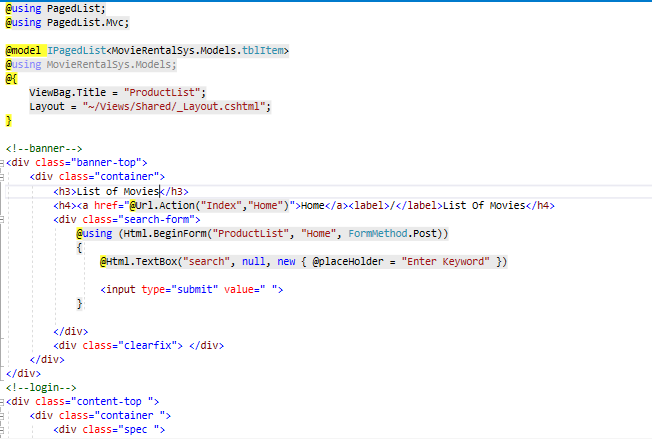 @using PagedList;
@using PagedList.Mvc;
@model IPagedList<MovieRentalSys.Models.tblItem>
@using MovieRentalSys.Models;
@{
ViewBag.Title = "ProductList";
Layout = "~/Views/Shared/_Layout.cshtml";
}
<!--banner-->
<div class="banner-top">
<div class="container">
<h3>List of Movies</h3>
<h4><a href="@Url.Action("Index","Home")">Home</a><label>/</label>List Of Movies</h4>
<div class="search-form">
@using (Html.BeginForm("ProductList", "Home", FormMethod.Post))
{
@Html.TextBox("search", null, new { @placeHolder = "Enter Keyword" })
<input type="submit" value=" ">
}
</div>
<div class="clearfix"> </div>
</div>
</div>
<!--login-->
<div class="content-top ">
<div class="container ">
<div class="spec ">